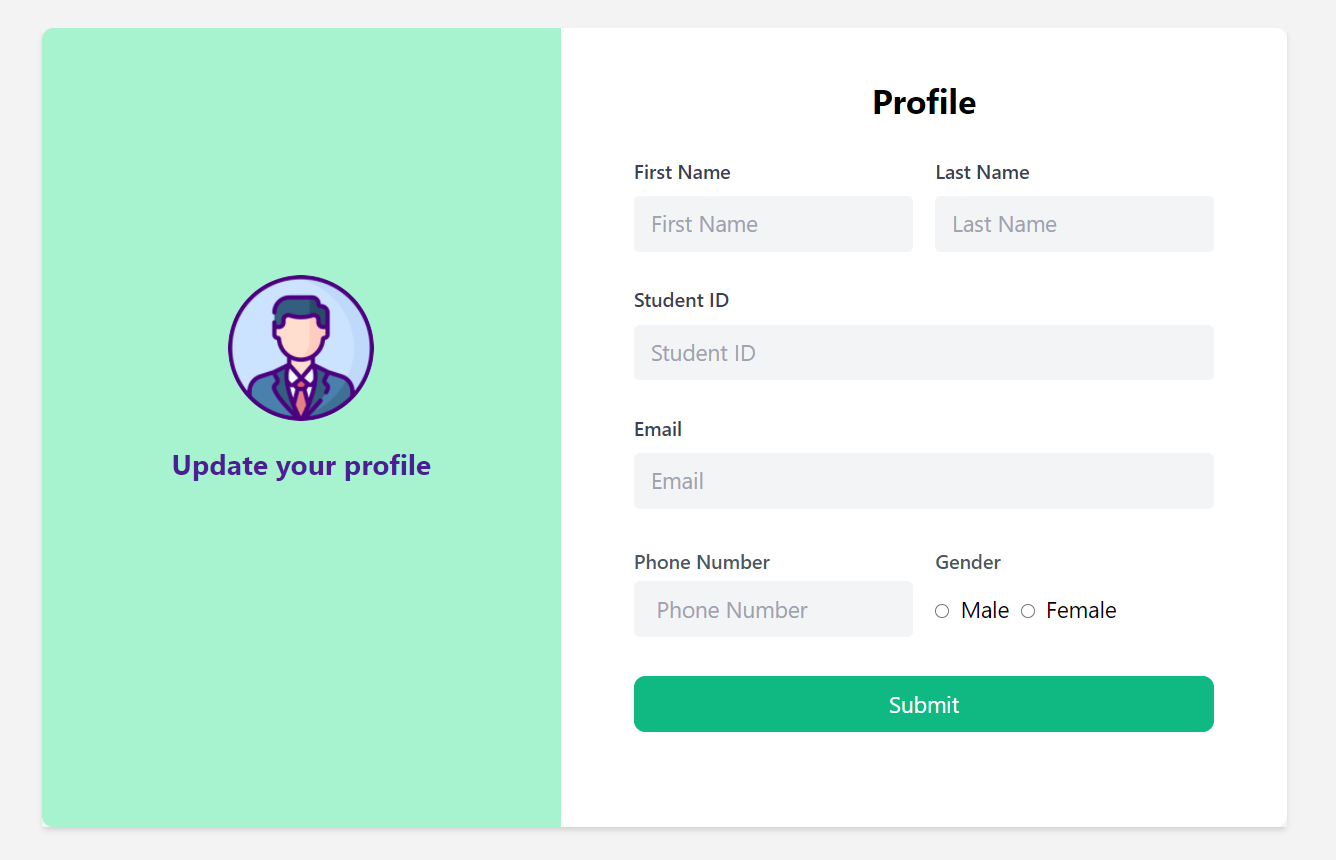 Update your profile
Profile
First Name Last Name
First Name Last Name
Student ID
Student ID
Email
Email
Phone Number Gender
Phone Number Male Female
Submit